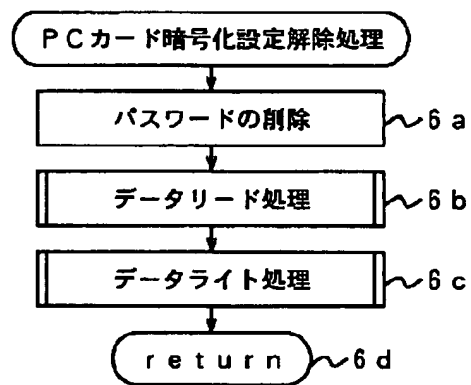 PCカード暗号化設定解除処理
パスワードの削除 6a
データリード処理 6b
データライト処理 6c
return 6d